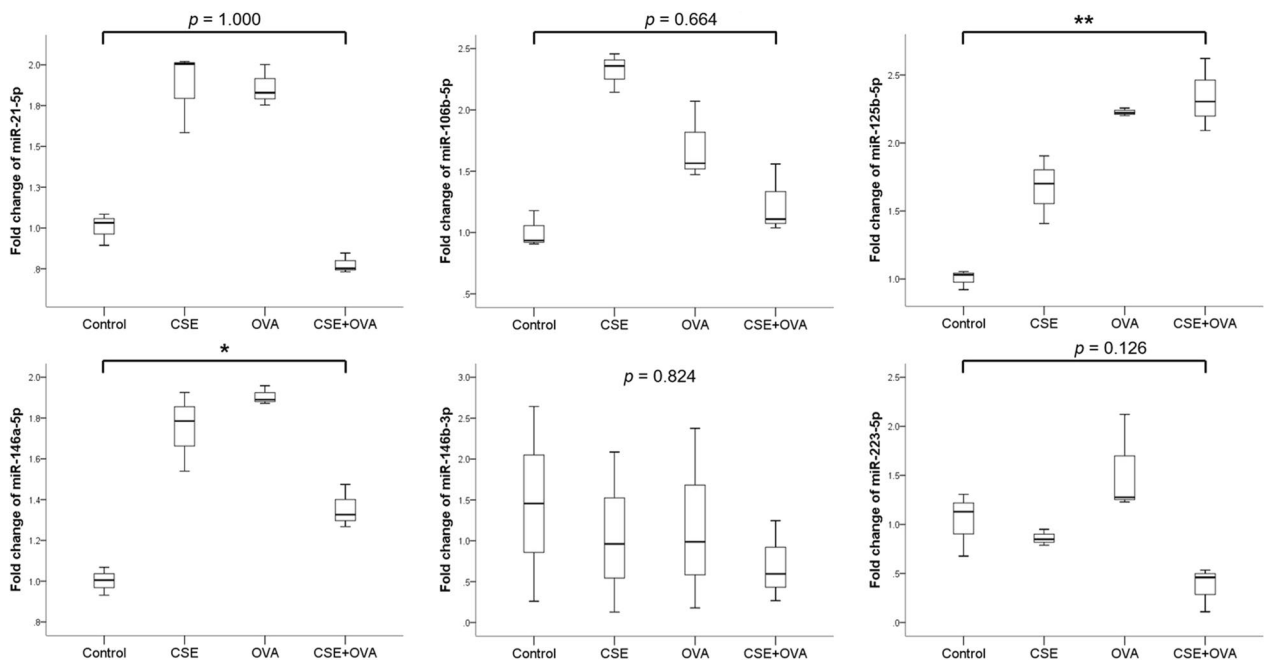 p = 1.000
Fold change of miR-21-5p
2.0
1.8
1.5
1.3
1.0
.8
Control CSE OVA CSE+OVA
p = 0.664
Fold change of miR-106b-5p
2.5
2.0
1.5
1.0
.5
Control CSE OVA CSE+OVA
**
Fold change of miR-125b-5p
2.5
2.0
1.5
1.0
Control CSE OVA CSE+OVA
*
Fold change of miR-146a-5p
2.0
1.8
1.6
1.4
1.2
1.0
.8
Control CSE OVA CSE+OVA
p = 0.824
Fold change of miR-146b-3p
3.0
2.5
2.0
1.5
1.0
.5
.0
Control CSE OVA CSE+OVA
p = 0.126
Fold change of miR-223-5p
2.5
2.0
1.5
1.0
.5
.0
Control CSE OVA CSE+OVA